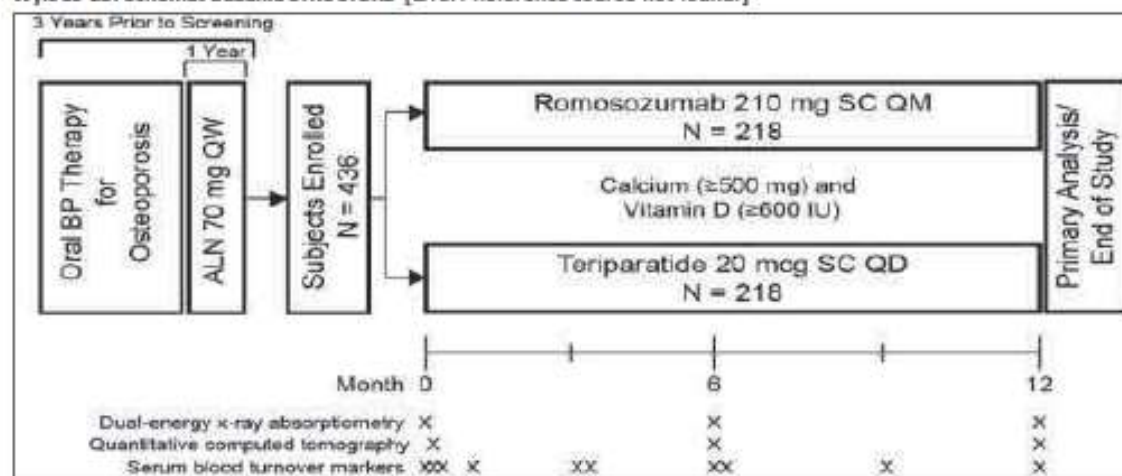 3 Years Prior to Screening
1 Year
Oral BP Therapy
for
Osteoporosis
ALN 70 mg QW
Subjects Enrolled
N = 436
Romosozumab 210 mg SC QM
N = 218
Calcium (≥500 mg) and
Vitamin D (≥600 IU)
Teriparatide 20 mcg SC QD
N = 218
Primary Analysis/
End of Study
Month 0 6 12
Dual-energy x-ray absorptiometry X X X
Quantitative computed tomography X X X
Serum blood turnover markers XXX X XX XX X X